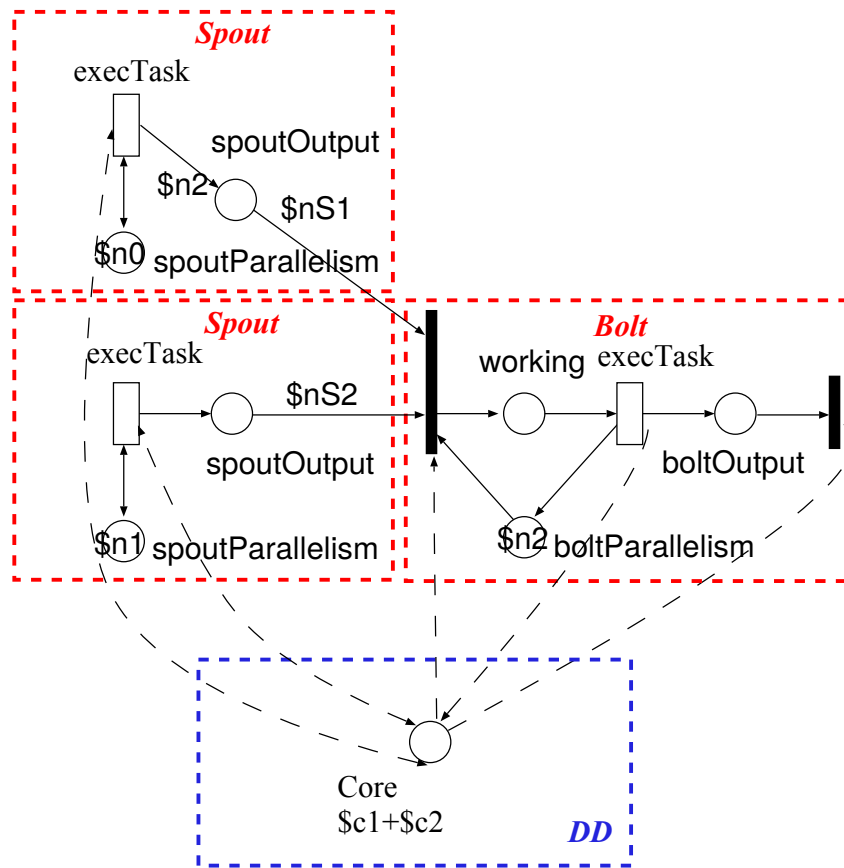 Spout
execTask
spoutOutput
$n2
$nS1
$n0
spoutParallelism
Spout
execTask
$nS2
spoutOutput
$n1
spoutParallelism
Bolt
working
execTask
boltOutput
$n2
boltParallelism
Core
$c1+$c2
DD